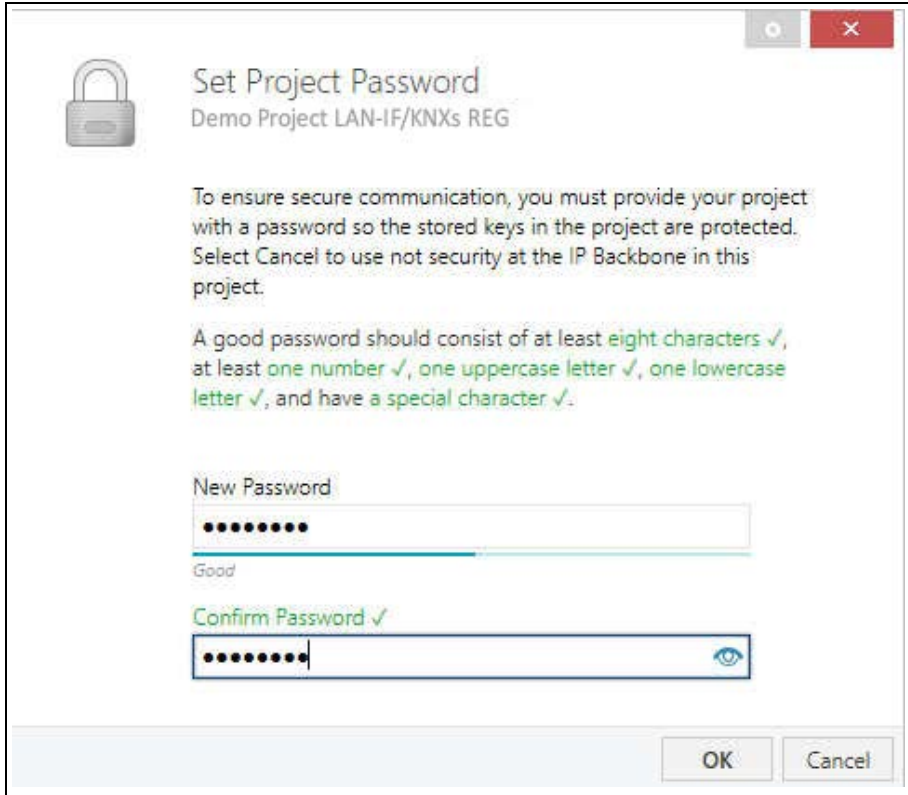 Set Project Password
Demo Project LAN-IF/KNXs REG
To ensure secure communication, you must provide your project
with a password so the stored keys in the project are protected.
Select Cancel to use not security at the IP Backbone in this
project.
A good password should consist of at least eight characters ✓,
at least one number ✓, one uppercase letter ✓, one lowercase
letter ✓, and have a special character ✓.
New Password
●●●●●●●●
Good
Confirm Password ✓
●●●●●●●●
OK Cancel